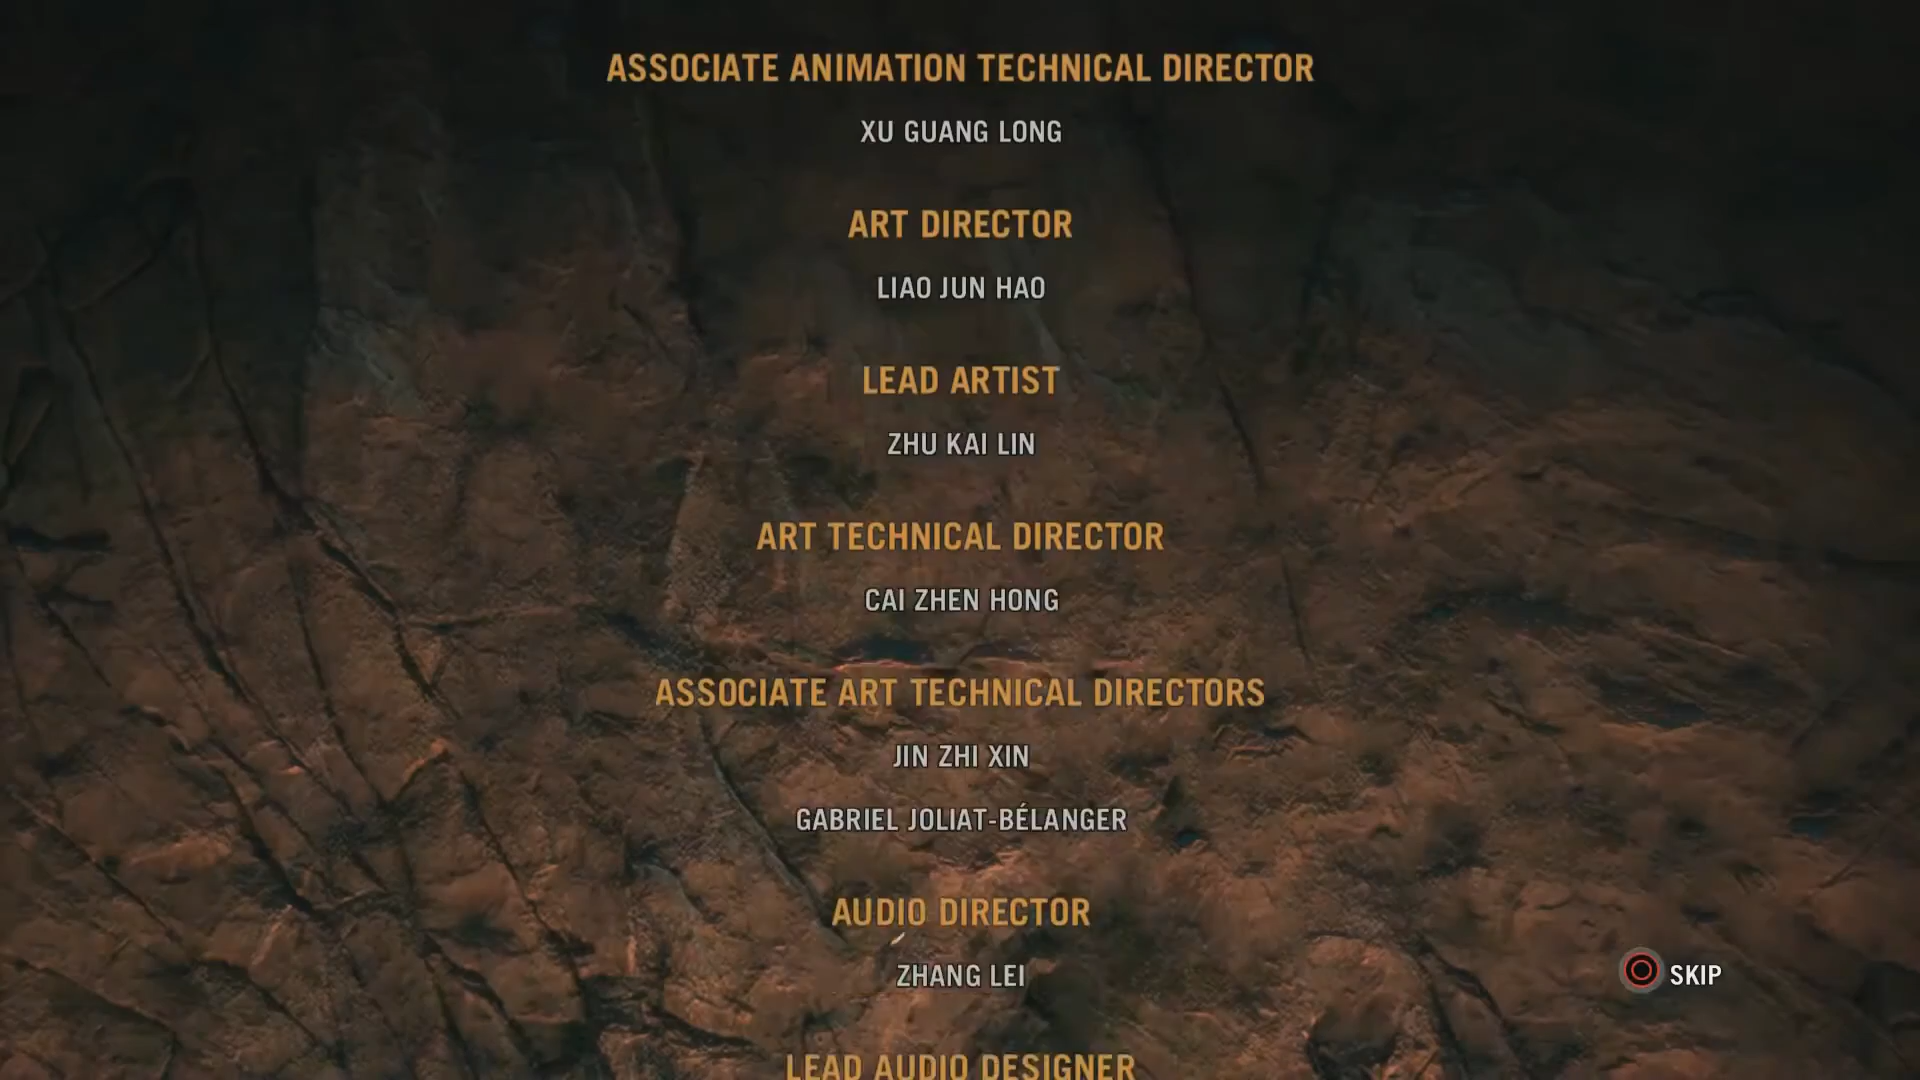 ASSOCIATE ANIMATION TECHNICAL DIRECTOR
XU GUANG LONG
ART DIRECTOR
LIAO JUN HAO
LEAD ARTIST
ZHU KAI LIN
ART TECHNICAL DIRECTOR
CAI ZHEN HONG
ASSOCIATE ART TECHNICAL DIRECTORS
JIN ZHI XIN
GABRIEL JOLIAT-BÉLANGER
AUDIO DIRECTOR
ZHANG LEI
SKIP
LEAD AUDIO DESIGNER